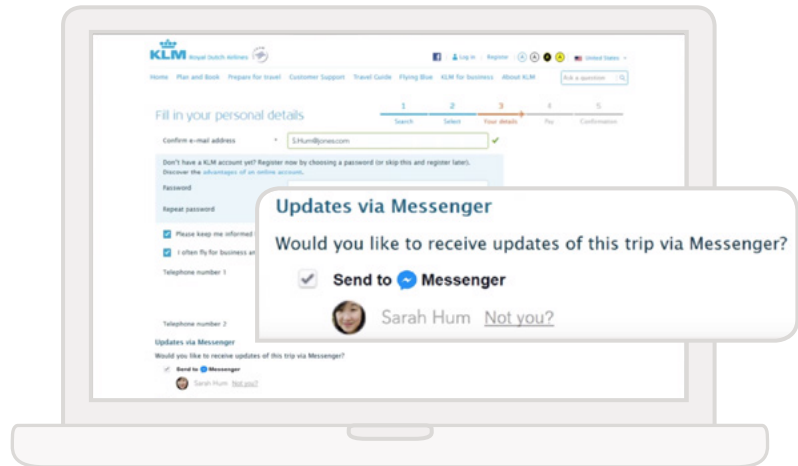 KLM Royal Dutch Airlines
Log in Register A A A A United States
Home Plan and Book Prepare for travel Customer Support Travel Guide Flying Blue KLM for business About KLM Ask a question
Fill in your personal details
1 2 3 4 5
Search Select Your details Pay Confirmation
Confirm e-mail address * S.Hum@jones.com
Don't have a KLM account yet? Register now by choosing a password (or skip this and register later).
Discover the advantages of an online account.
Password
Repeat password
Please keep me informed
I often fly for business an
Telephone number 1
Telephone number 2
Updates via Messenger
Would you like to receive updates of this trip via Messenger?
Send to Messenger
Sarah Hum Not you?
Updates via Messenger
Would you like to receive updates of this trip via Messenger?
Send to Messenger
Sarah Hum Not you?